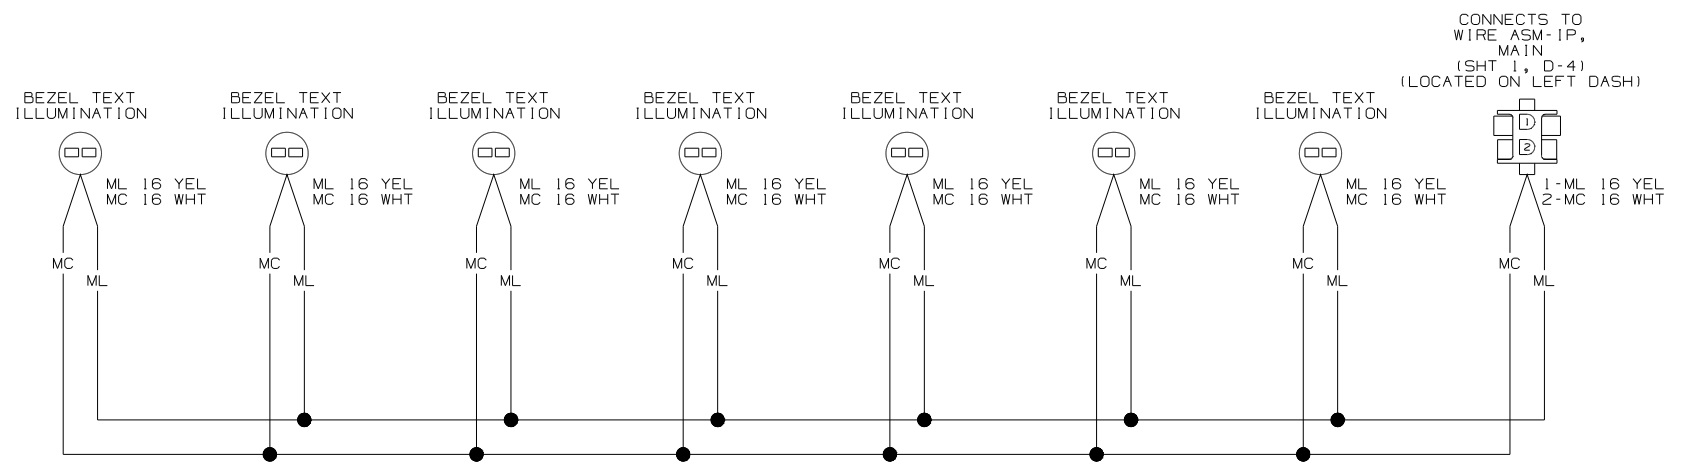 CONNECTS TO
WIRE ASM-IP,
MAIN
(SHT 1, D-4)
(LOCATED ON LEFT DASH)
BEZEL TEXT
ILLUMINATION
BEZEL TEXT
ILLUMINATION
BEZEL TEXT
ILLUMINATION
BEZEL TEXT
ILLUMINATION
BEZEL TEXT
ILLUMINATION
BEZEL TEXT
ILLUMINATION
BEZEL TEXT
ILLUMINATION
1
2
ML 16 YEL
MC 16 WHT
ML 16 YEL
MC 16 WHT
ML 16 YEL
MC 16 WHT
ML 16 YEL
MC 16 WHT
ML 16 YEL
MC 16 WHT
ML 16 YEL
MC 16 WHT
ML 16 YEL
MC 16 WHT
1-ML 16 YEL
2-MC 16 WHT
MC
ML
MC
ML
MC
ML
MC
ML
MC
ML
MC
ML
MC
ML
MC
ML